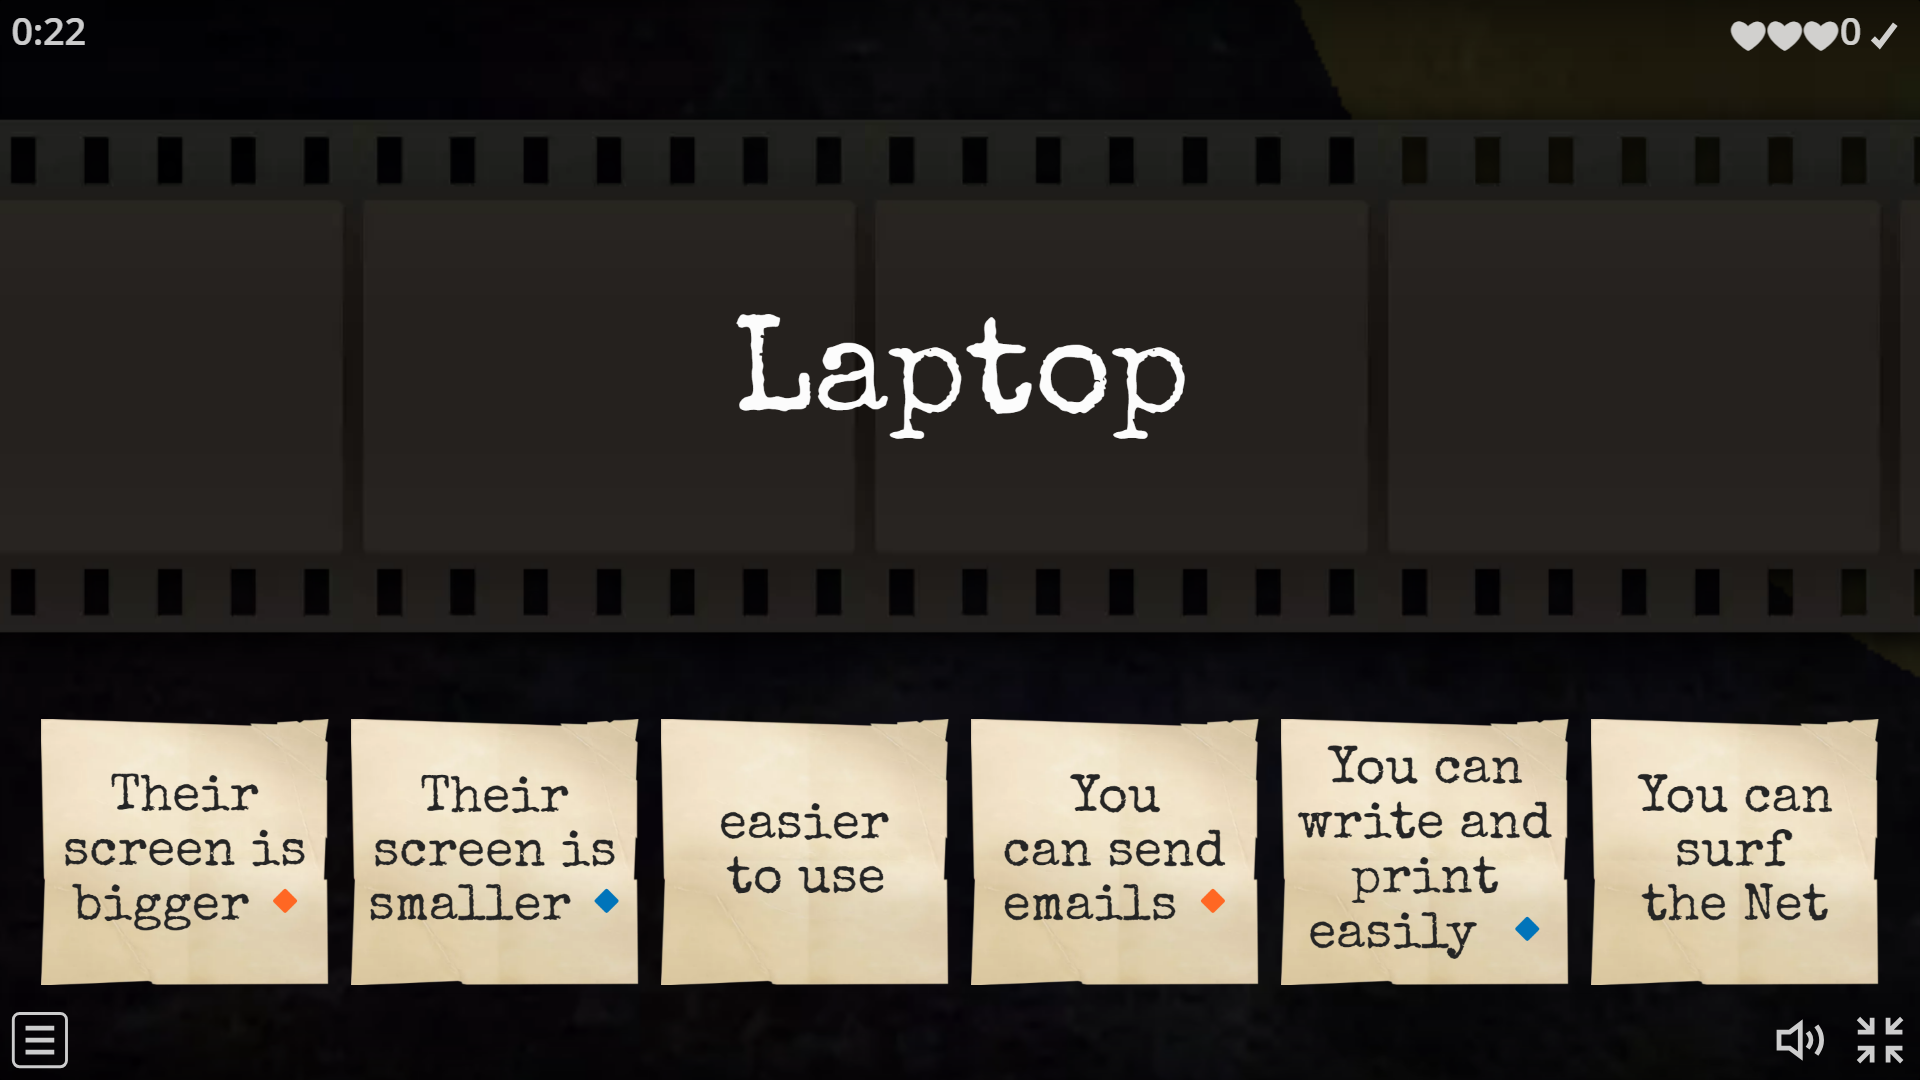 0:22
0
Laptop
Their
screen is
bigger 🔸
Their
screen is
smaller 🔹
easier
to use
You
can send
emails 🔸
You can
write and
print
easily 🔹
You can
surf
the Net